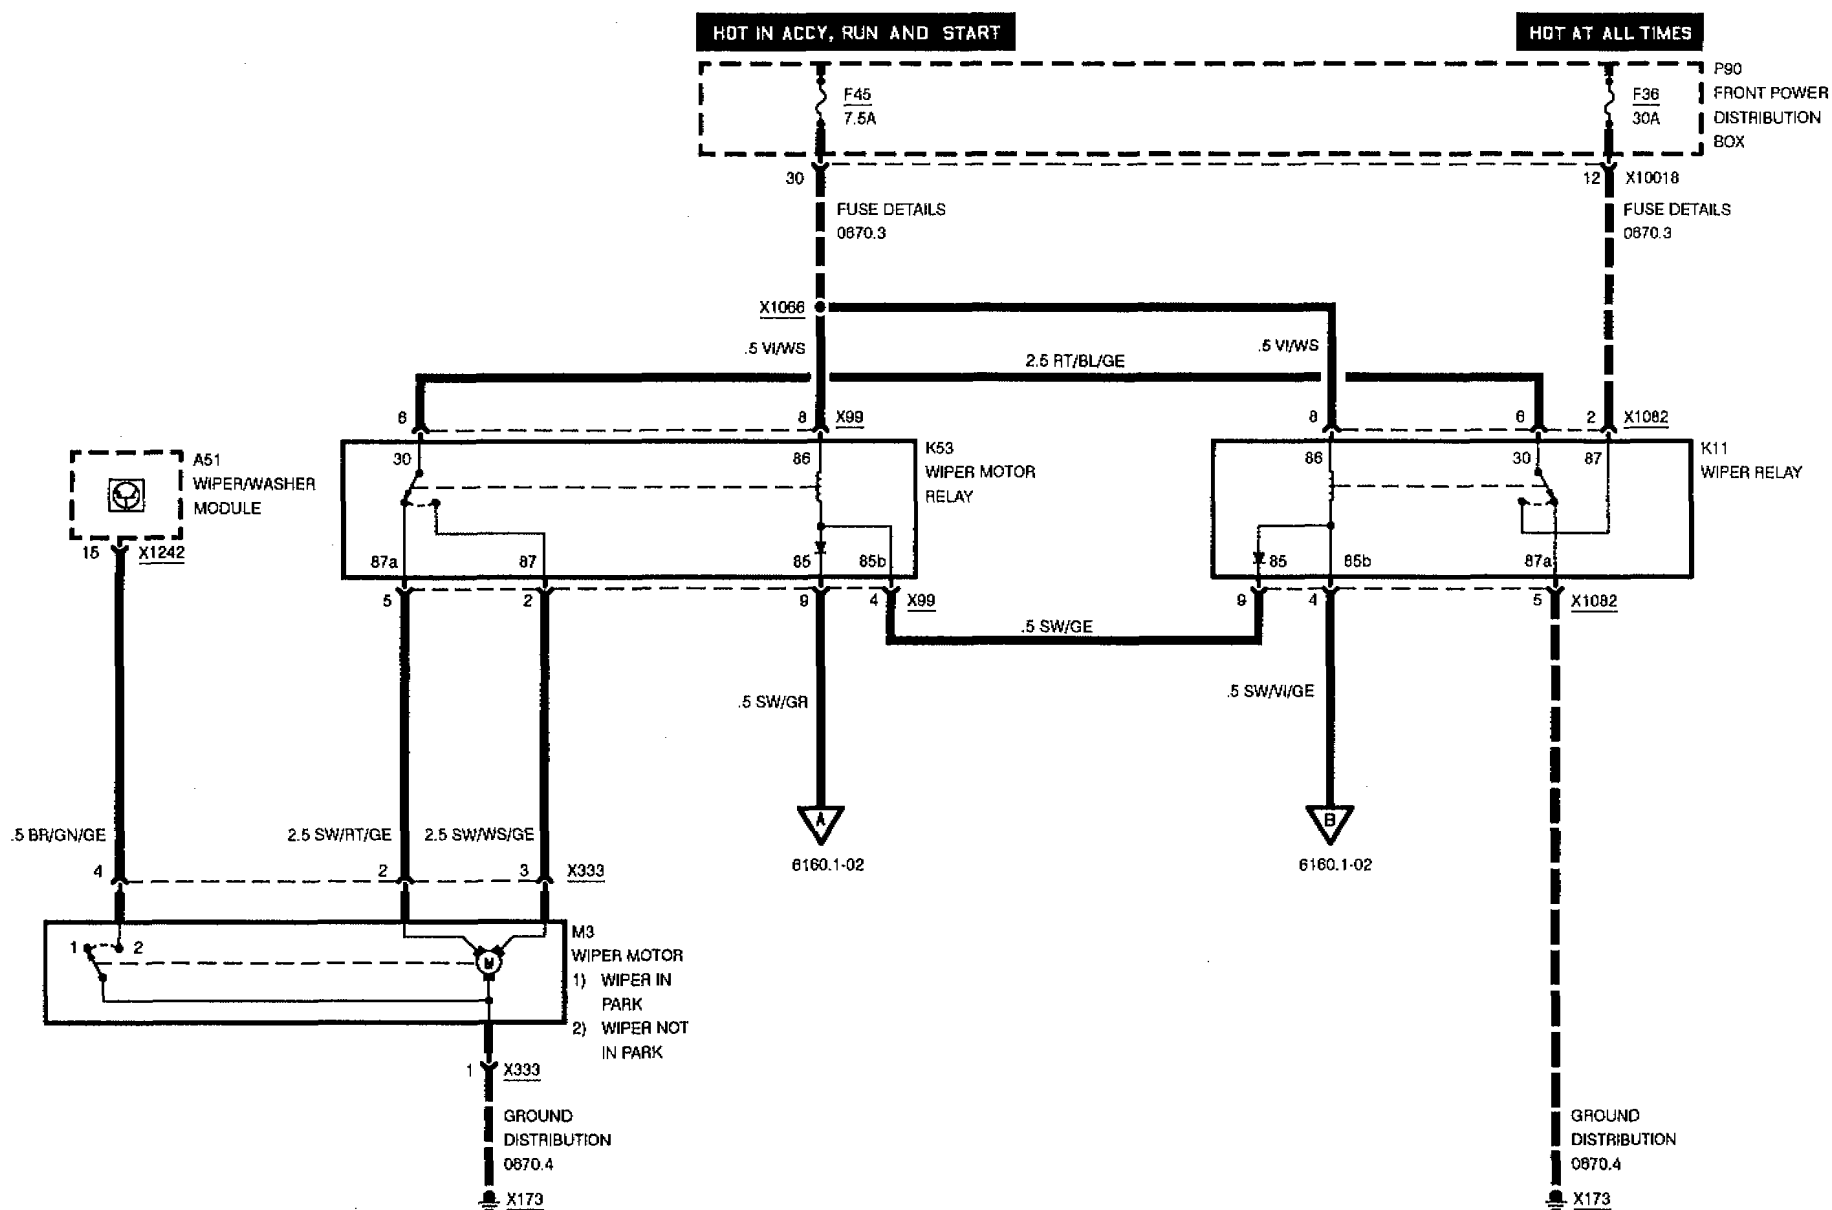 HOT IN ACCY, RUN AND START
HOT AT ALL TIMES
F45
7.5A
F36
30A
P90
FRONT POWER
DISTRIBUTION
BOX
30
12
X10018
FUSE DETAILS
0670.3
FUSE DETAILS
0670.3
X1066
.5 VI/WS
.5 VI/WS
2.5 RT/BL/GE
6
8
X99
8
6
2
X1082
A51
WIPER/WASHER
MODULE
30
86
K53
WIPER MOTOR
RELAY
86
30
87
K11
WIPER RELAY
15
X1242
87a
87
85
85b
85
85b
87a
5
2
9
4
X99
9
4
5
X1082
.5 SW/GE
.5 SW/GR
.5 SW/VI/GE
A
B
.5 BR/GN/GE
2.5 SW/RT/GE
2.5 SW/WS/GE
6160.1-02
6160.1-02
4
2
3
X333
1
2
M
M3
WIPER MOTOR
1) WIPER IN
PARK
2) WIPER NOT
IN PARK
1
X333
GROUND
DISTRIBUTION
0670.4
GROUND
DISTRIBUTION
0670.4
X173
X173